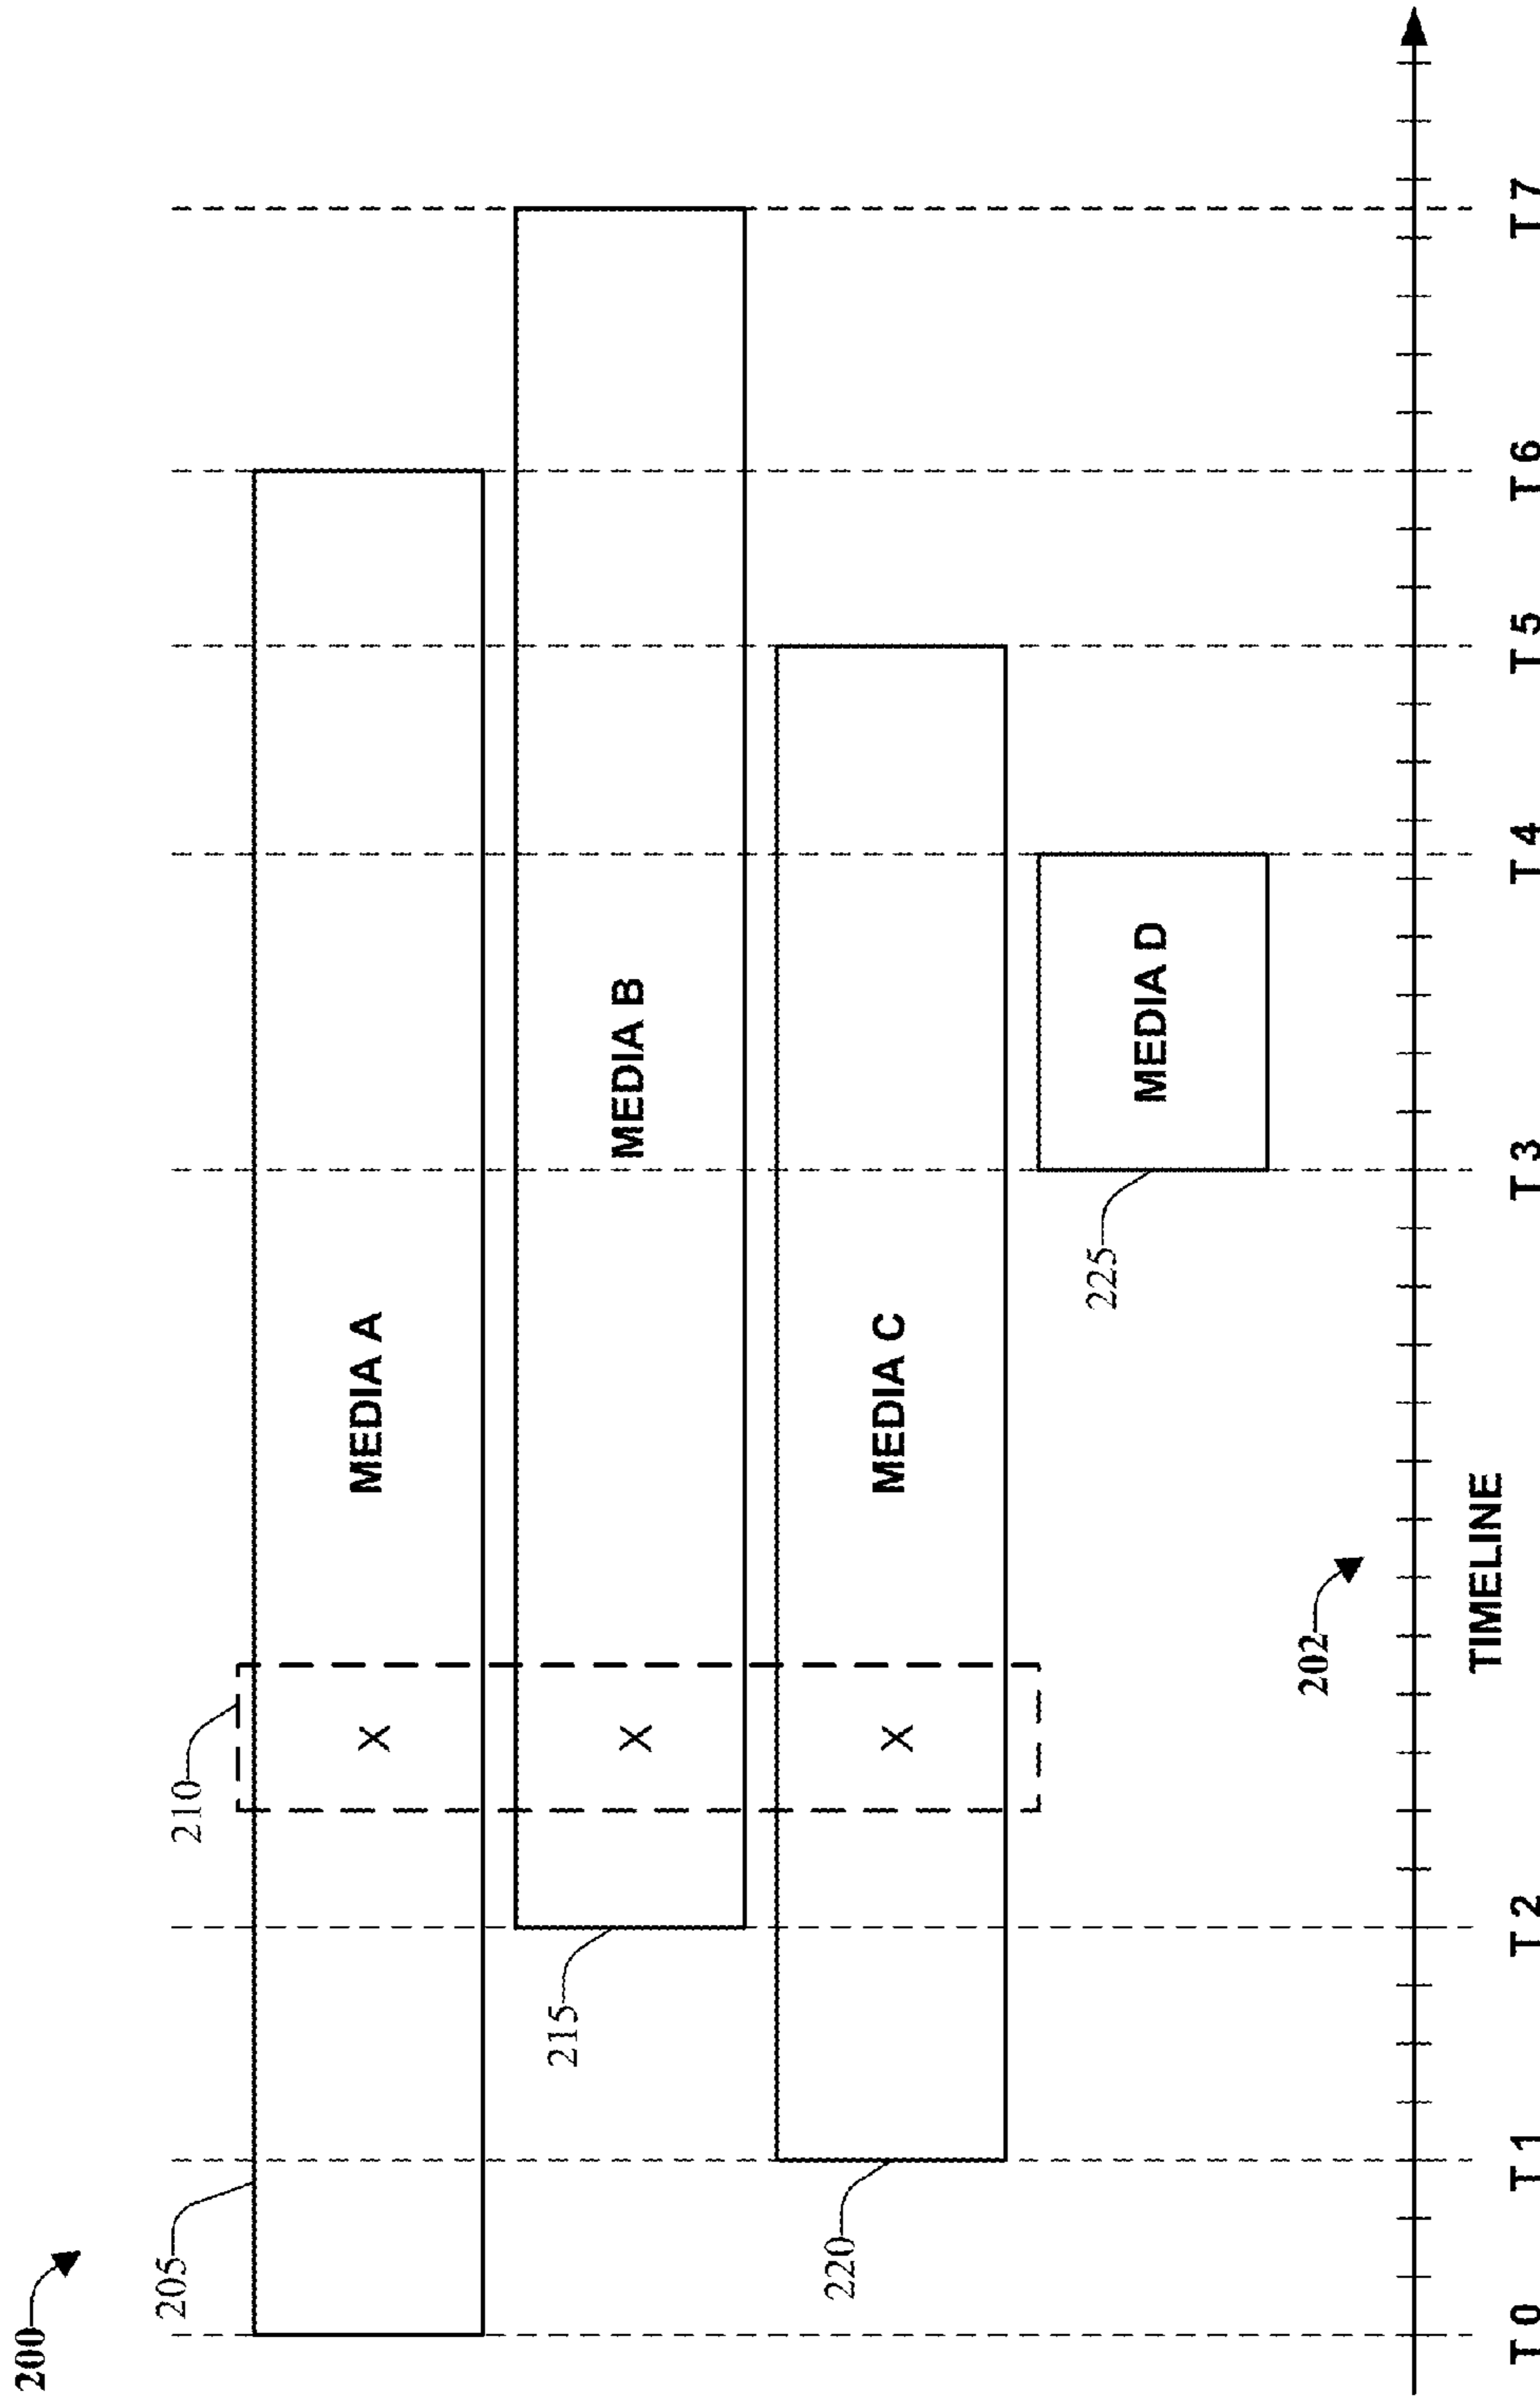 200
205
210
MEDIA A
X
215
MEDIA B
X
220
MEDIA C
X
225
MEDIA D
202
TIMELINE
T 0 T 1 T 2 T 3 T 4 T 5 T 6 T 7